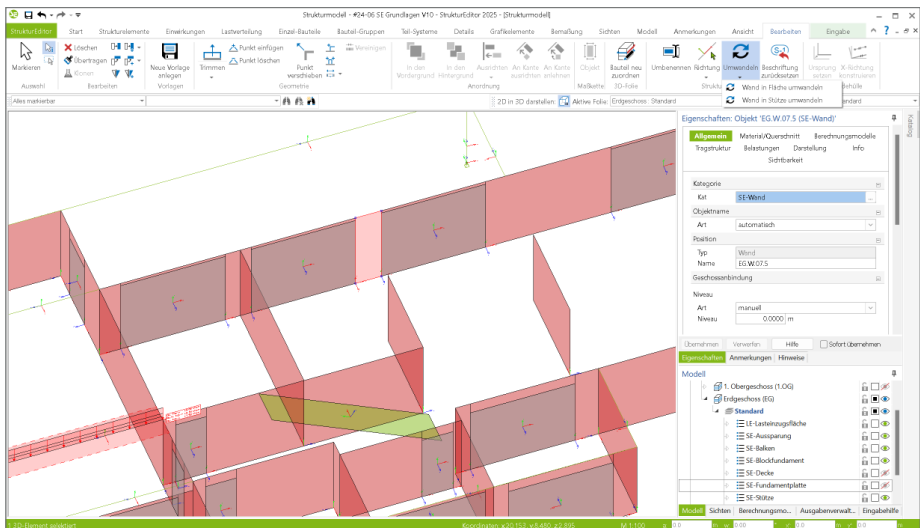 Strukturmodell - #24-06 SE Grundlagen V10 - StrukturEditor 2025 - [Strukturmodell]
StrukturEditor Start Strukturelemente Einwirkungen Lastverteilung Einzel-Bauteile Bauteil-Gruppen Teil-Systeme Details Grafikelemente Bemaßung Sichten Modell Anmerkungen Ansicht Bearbeiten Eingabe
Markieren
Löschen
Übertragen
Klonen
Neue Vorlage anlegen
Trimmen
Punkt einfügen
Punkt löschen
Punkt verschieben
Vereinigen
In den Vordergrund
In den Hintergrund
Ausrichten
An Kante ausrichten
An Kante anlehnen
Objekt
Bauteil neu zuordnen
Umbenennen
Richtung
Umwandeln
Beschriftung zurücksetzen
Ursprung setzen
X-Richtung konstruieren
Auswahl Bearbeiten Vorlagen Geometrie Anordnung Maßkette 3D-Folie
Wand in Fläche umwandeln
Wand in Stütze umwandeln
Alles markierbar
2D in 3D darstellen: Aktive Folie: Erdgeschoss : Standard
Eigenschaften: Objekt 'EG.W.07.5 (SE-Wand)'
Katalog
Allgemein Material/Querschnitt Berechnungsmodelle
Tragstruktur Belastungen Darstellung Info
Sichtbarkeit
Kategorie
Kat SE-Wand
Objektname
Art automatisch
Position
Typ Wand
Name EG.W.07.5
Geschossanbindung
Niveau
Art manuell
Niveau 0.0000 m
Übernehmen Verwerfen Hilfe Sofort übernehmen
Eigenschaften Anmerkungen Hinweise
Modell
1. Obergeschoss (1.OG)
Erdgeschoss (EG)
Standard
LE-Lasteinzugsfläche
SE-Aussparung
SE-Balken
SE-Blockfundament
SE-Decke
SE-Fundamentplatte
SE-Stütze
Modell Sichten Berechnungsmo... Ausgabenverwalt... Eingabehilfe
1 3D-Element selektiert
M 1:100